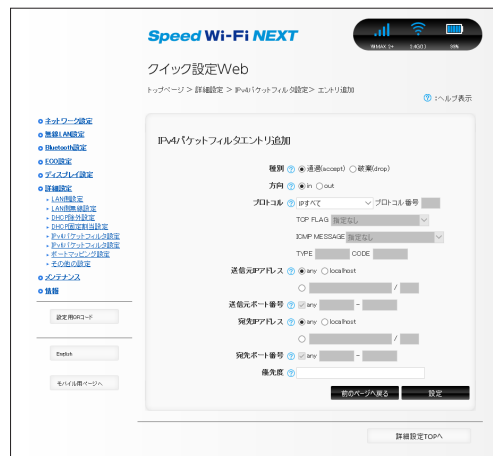 Speed Wi-Fi NEXT
WiMAX 2+ 2.4G(1) 99%
クイック設定Web
トップページ > 詳細設定 > IPv4パケットフィルタ設定> エントリ追加
:ヘルプ表示
ネットワーク設定
無線LAN設定
Bluetooth設定
ECO設定
ディスプレイ設定
詳細設定
LAN側設定
LAN側無線設定
DHCP除外設定
DHCP固定割当設定
IPv4パケットフィルタ設定
IPv6パケットフィルタ設定
ポートマッピング設定
その他の設定
メンテナンス
情報
設定用QRコード
English
モバイル用ページへ
IPv4パケットフィルタエントリ追加
種別 ? 通過(accept) 破棄(drop)
方向 ? in out
プロトコル ? IPすべて プロトコル番号
TCP FLAG 指定なし
ICMP MESSAGE 指定なし
TYPE CODE
送信元IPアドレス ? any localhost
/
送信元ポート番号 ? any -
宛先IPアドレス ? any localhost
/
宛先ポート番号 ? any -
優先度 ?
前のページへ戻る 設定
詳細設定TOPへ